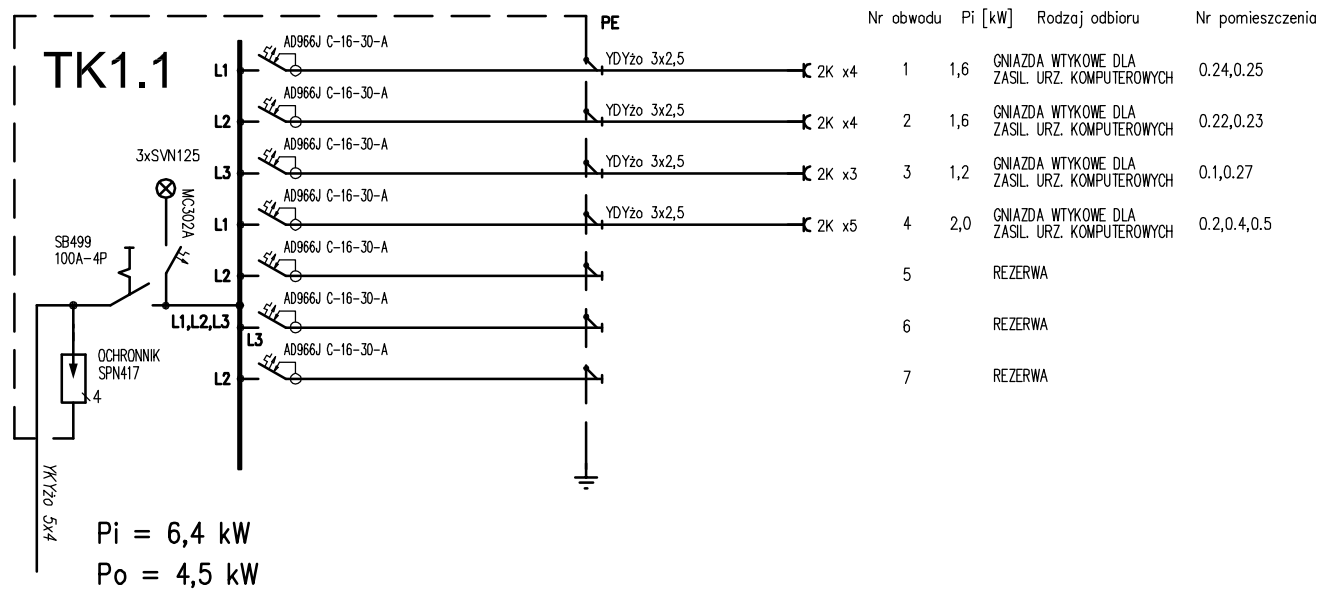 PE
Nr obwodu Pi [kW] Rodzaj odbioru Nr pomieszczenia
TK1.1
L1 AD966J C-16-30-A YDYżo 3x2,5 2K x4 1 1,6 GNIAZDA WTYKOWE DLA
ZASIL. URZ. KOMPUTEROWYCH 0.24,0.25
L2 AD966J C-16-30-A YDYżo 3x2,5 2K x4 2 1,6 GNIAZDA WTYKOWE DLA
ZASIL. URZ. KOMPUTEROWYCH 0.22,0.23
L3 AD966J C-16-30-A YDYżo 3x2,5 2K x3 3 1,2 GNIAZDA WTYKOWE DLA
ZASIL. URZ. KOMPUTEROWYCH 0.1,0.27
L1 AD966J C-16-30-A YDYżo 3x2,5 2K x5 4 2,0 GNIAZDA WTYKOWE DLA
ZASIL. URZ. KOMPUTEROWYCH 0.2,0.4,0.5
L2 AD966J C-16-30-A 5 REZERWA
L3 AD966J C-16-30-A 6 REZERWA
L2 AD966J C-16-30-A 7 REZERWA
3xSVN125
MC302A
SB499
100A-4P
L1,L2,L3
OCHRONNIK
SPN417
4
YKYżo 5x4
Pi = 6,4 kW
Po = 4,5 kW